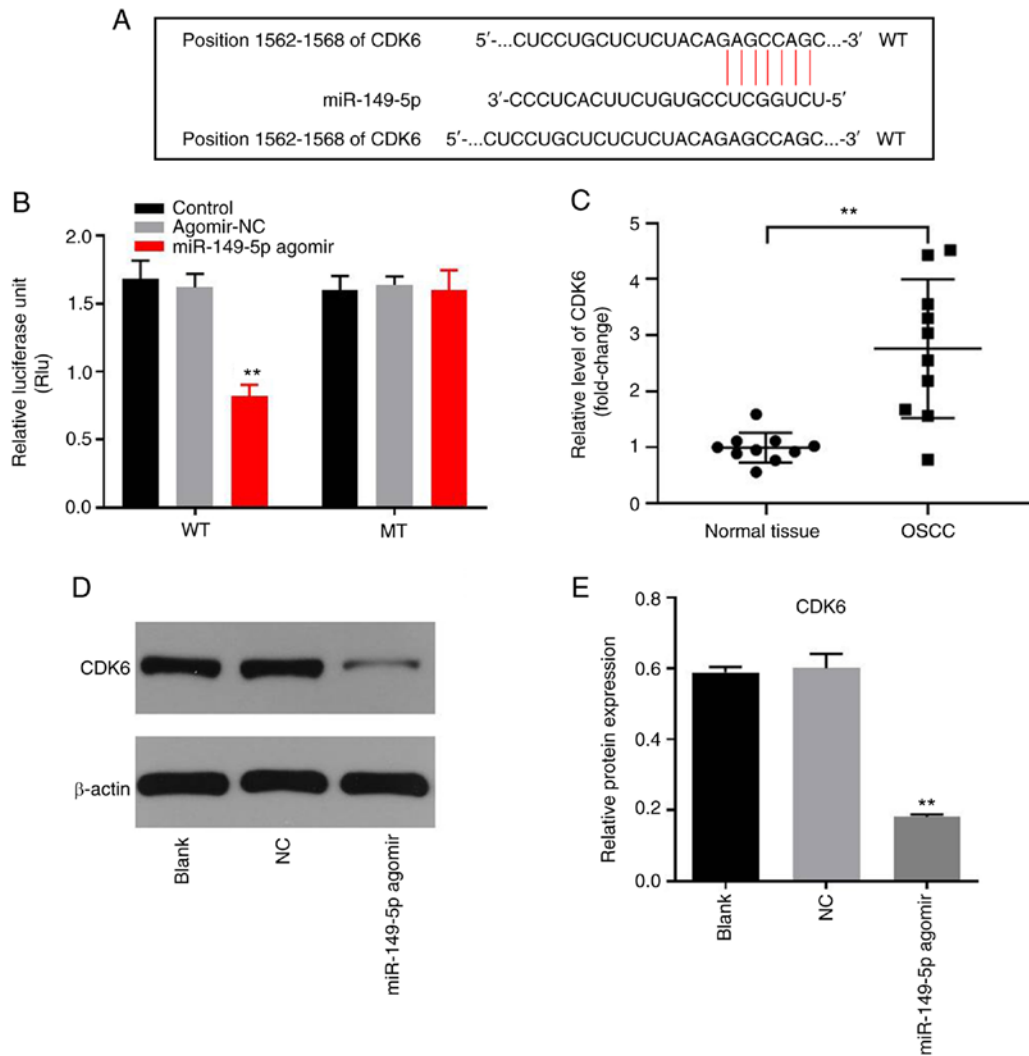 A
Position 1562-1568 of CDK6 5′-...CUCCUGCUCUCUACAGAGCCAGC...-3′ WT
miR-149-5p 3′-CCCUCACUUCUGUGCCUCGGUCU-5′
Position 1562-1568 of CDK6 5′-...CUCCUGCUCUCUCUACAGAGCCAGC...-3′ WT
B
Control
Agomir-NC
miR-149-5p agomir
Relative luciferase unit
(Rlu)
2.0
1.5
1.0
0.5
0.0
**
WT MT
C
Relative level of CDK6
(fold-change)
5
4
3
2
1
0
**
Normal tissue OSCC
D
CDK6
β-actin
Blank
NC
miR-149-5p agomir
E
CDK6
Relative protein expression
0.8
0.6
0.4
0.2
0.0
**
Blank
NC
miR-149-5p agomir